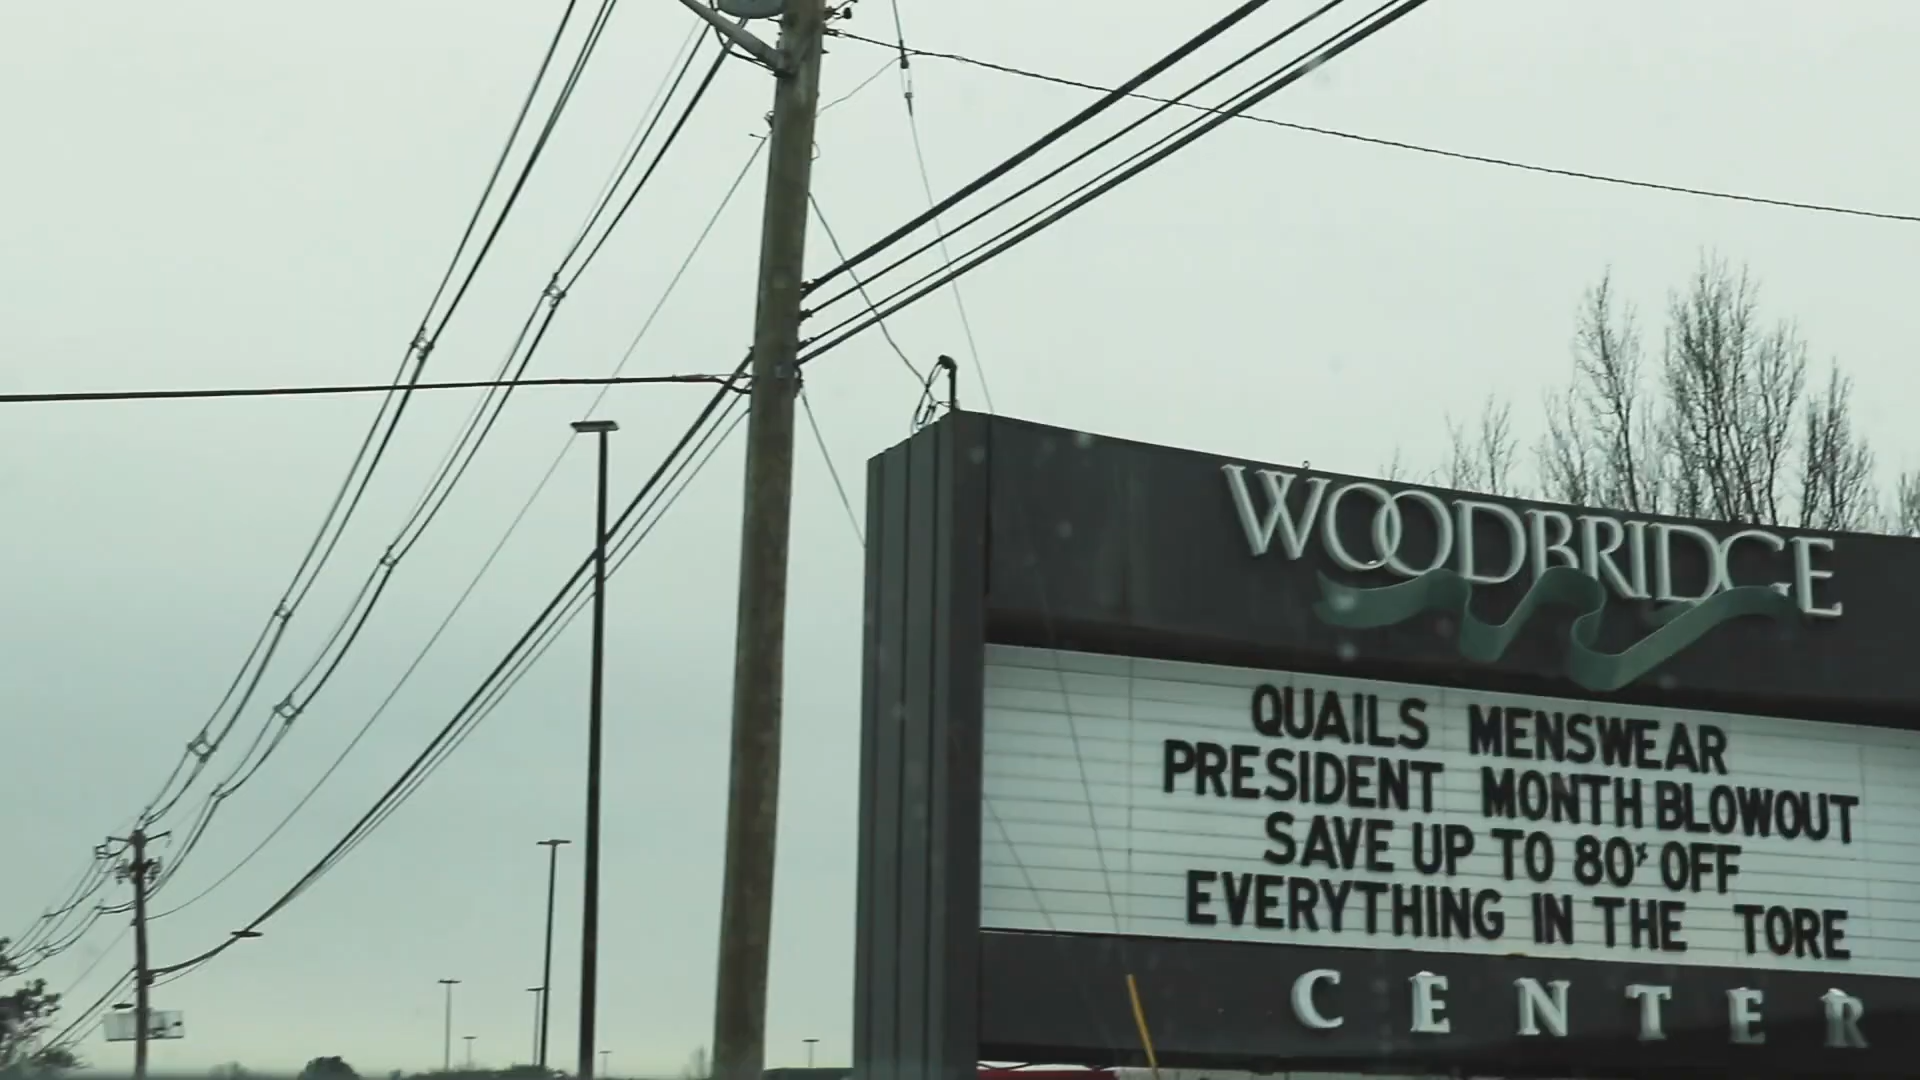 WOODBRIDGE
QUAILS MENSWEAR
PRESIDENT MONTH BLOWOUT
SAVE UP TO 80% OFF
EVERYTHING IN THE TORE
CENTER